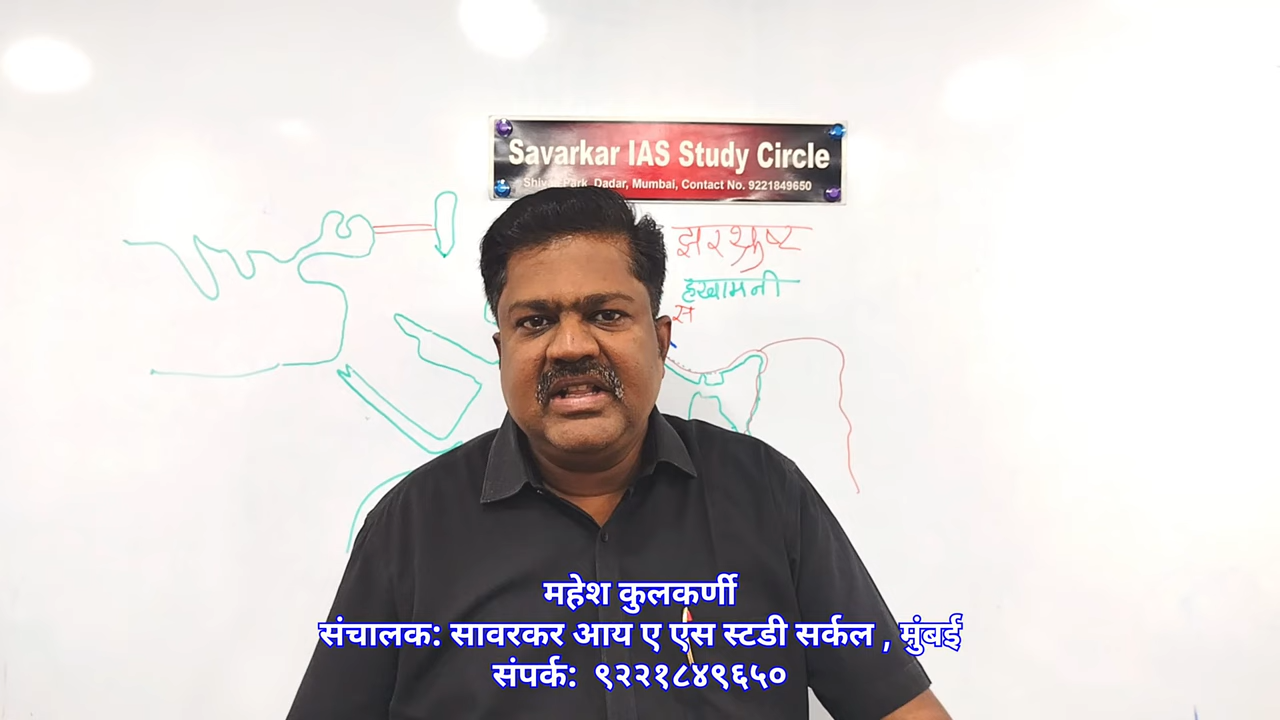 Savarkar IAS Study Circle
Park, Dadar, Mumbai, Contact No. 9221849650
झरथ्रुष्ट
हखामनी
स
महेश कुलकर्णी
संचालक: सावरकर आय ए एस स्टडी सर्कल , मुंबई
संपर्क: ९२२१८४९६५०